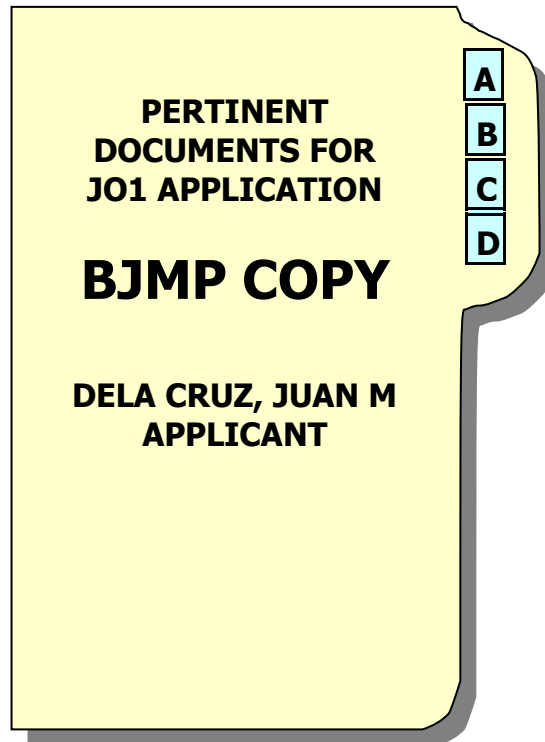 PERTINENT
DOCUMENTS FOR
JO1 APPLICATION
BJMP COPY
DELA CRUZ, JUAN M
APPLICANT
A
B
C
D